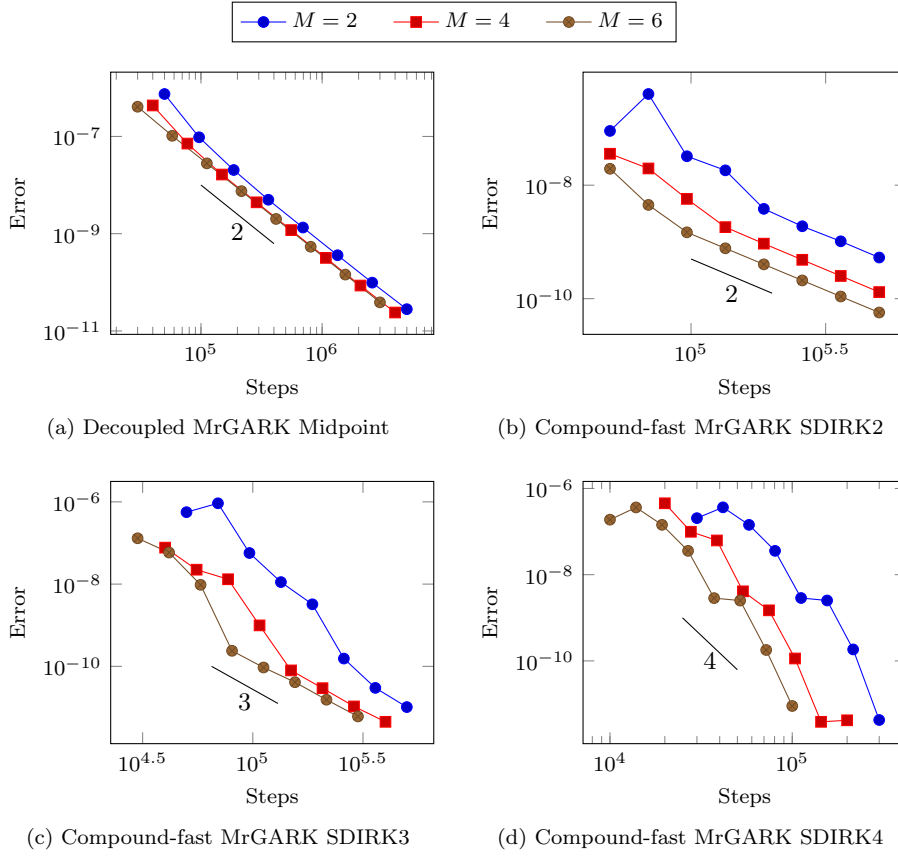 M = 2 M = 4 M = 6
10^−7
10^−9
10^−11
Error
2
10^5 10^6
Steps
(a) Decoupled MrGARK Midpoint
10^−8
10^−10
Error
2
10^5 10^5.5
Steps
(b) Compound-fast MrGARK SDIRK2
10^−6
10^−8
10^−10
Error
3
10^4.5 10^5 10^5.5
Steps
(c) Compound-fast MrGARK SDIRK3
10^−6
10^−8
10^−10
Error
4
10^4 10^5
Steps
(d) Compound-fast MrGARK SDIRK4